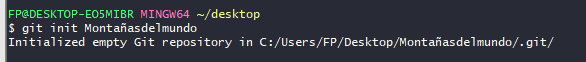 FP@DESKTOP-EO5MIBR MINGW64 ~/desktop
$ git init Montañasdelmundo
Initialized empty Git repository in C:/Users/FP/Desktop/Montañasdelmundo/.git/